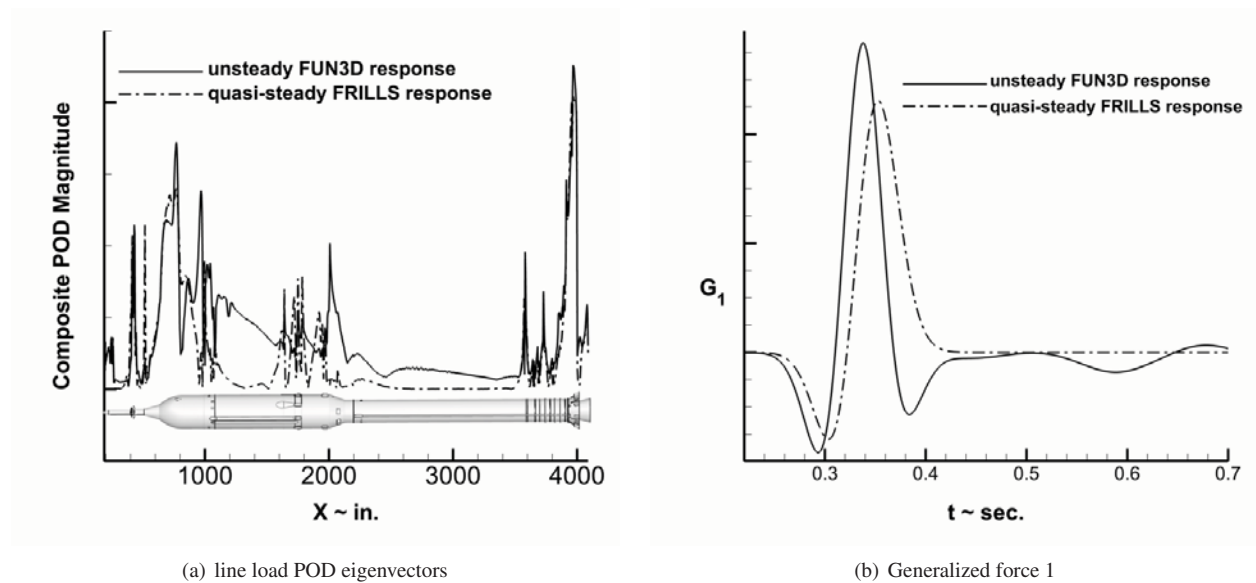 unsteady FUN3D response
quasi-steady FRILLS response
Composite POD Magnitude
1000 2000 3000 4000
X ~ in.
(a) line load POD eigenvectors
unsteady FUN3D response
quasi-steady FRILLS response
G₁
0.3 0.4 0.5 0.6 0.7
t ~ sec.
(b) Generalized force 1